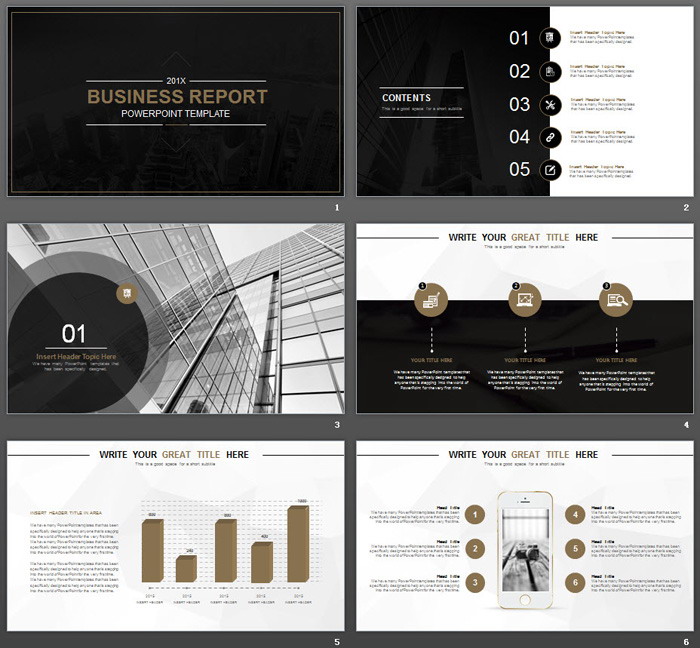 201X
BUSINESS REPORT
POWERPOINT TEMPLATE
1
CONTENTS
This is a good space for a short subtitle
01
Insert Header Topic Here
We have many PowerPoint templates
that has been specifically designed.
02
Insert Header Topic Here
We have many PowerPoint templates
that has been specifically designed.
03
Insert Header Topic Here
We have many PowerPoint templates
that has been specifically designed.
04
Insert Header Topic Here
We have many PowerPoint templates
that has been specifically designed.
05
Insert Header Topic Here
We have many PowerPoint templates
that has been specifically designed.
2
01
Insert Header Topic Here
We have many PowerPoint templates that
has been specifically designed.
3
WRITE YOUR GREAT TITLE HERE
This is a good space for a short subtitle
1
2
3
YOUR TITLE HERE
We have many PowerPoint templates that
has been specifically designed to help
anyone that is stepping into the world of
PowerPoint for the very first time.
YOUR TITLE HERE
We have many PowerPoint templates that
has been specifically designed to help
anyone that is stepping into the world of
PowerPoint for the very first time.
YOUR TITLE HERE
We have many PowerPoint templates that
has been specifically designed to help
anyone that is stepping into the world of
PowerPoint for the very first time.
4
WRITE YOUR GREAT TITLE HERE
This is a good space for a short subtitle
INSERT HEADER TITLE IN AREA
We have many PowerPoint templates that has been
specifically designed to help anyone that is stepping
into the world of PowerPoint for the very first time.
We have many PowerPoint templates that has been
specifically designed to help anyone that is stepping
into the world of PowerPoint for the very first time.
We have many PowerPoint templates that has been
specifically designed to help anyone that is stepping
into the world of PowerPoint for the very first time.
We have many PowerPoint templates that has been
specifically designed to help anyone that is stepping
into the world of PowerPoint for the very first time.
INSERT HEADER
INSERT HEADER
INSERT HEADER
INSERT HEADER
INSERT HEADER
5
WRITE YOUR GREAT TITLE HERE
This is a good space for a short subtitle
Head title
We have many PowerPoint templates that has been
specifically designed to help anyone that is stepping
into the world of PowerPoint for the very first time.
1
Head title
We have many PowerPoint templates that has been
specifically designed to help anyone that is stepping
into the world of PowerPoint for the very first time.
2
Head title
We have many PowerPoint templates that has been
specifically designed to help anyone that is stepping
into the world of PowerPoint for the very first time.
3
4
Head title
We have many PowerPoint templates that has been
specifically designed to help anyone that is stepping
into the world of PowerPoint for the very first time.
5
Head title
We have many PowerPoint templates that has been
specifically designed to help anyone that is stepping
into the world of PowerPoint for the very first time.
6
Head title
We have many PowerPoint templates that has been
specifically designed to help anyone that is stepping
into the world of PowerPoint for the very first time.
6